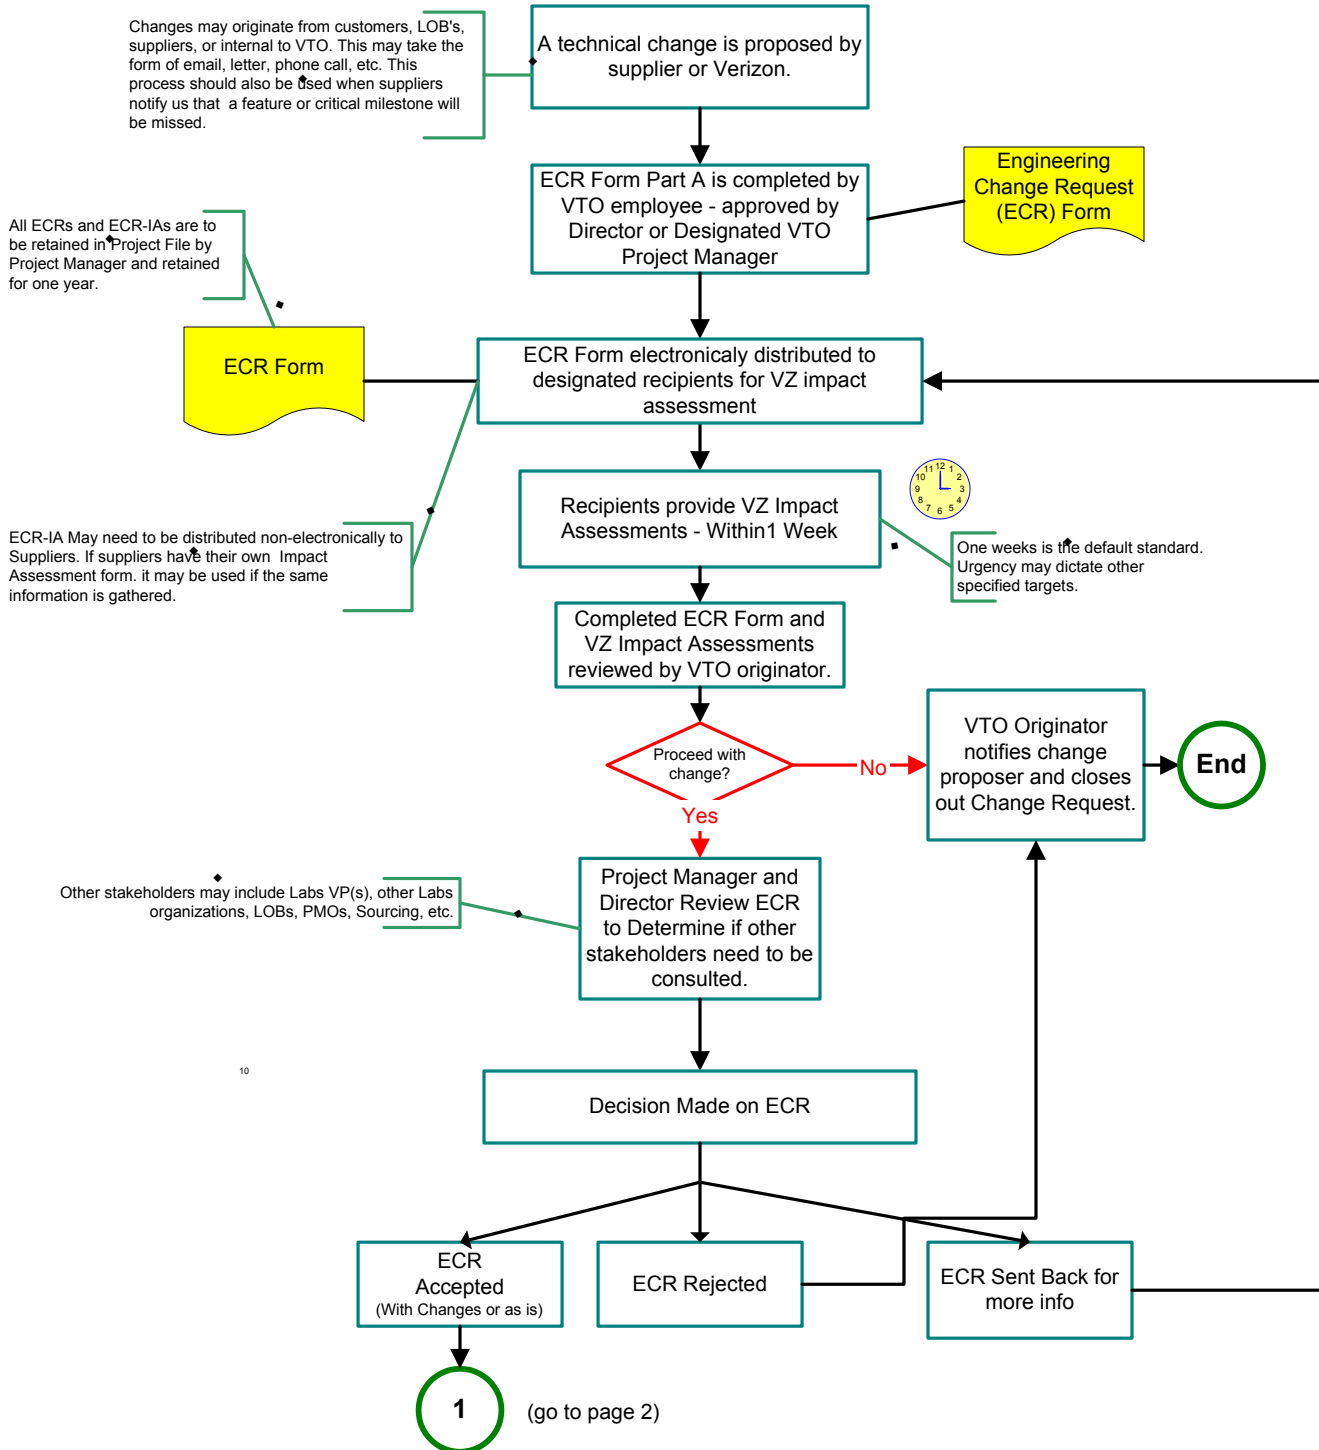 Changes may originate from customers, LOB's,
suppliers, or internal to VTO. This may take the
form of email, letter, phone call, etc. This
process should also be used when suppliers
notify us that a feature or critical milestone will
be missed.
A technical change is proposed by
supplier or Verizon.
ECR Form Part A is completed by
VTO employee - approved by
Director or Designated VTO
Project Manager
Engineering
Change Request
(ECR) Form
All ECRs and ECR-IAs are to
be retained in Project File by
Project Manager and retained
for one year.
ECR Form
ECR Form electronicaly distributed to
designated recipients for VZ impact
assessment
Recipients provide VZ Impact
Assessments - Within1 Week
12
11
1
10
2
9
3
8
4
7
5
6
One weeks is the default standard.
Urgency may dictate other
specified targets.
ECR-IA May need to be distributed non-electronically to
Suppliers. If suppliers have their own Impact
Assessment form. it may be used if the same
information is gathered.
Completed ECR Form and
VZ Impact Assessments
reviewed by VTO originator.
Proceed with
change?
No
VTO Originator
notifies change
proposer and closes
out Change Request.
End
Yes
Project Manager and
Director Review ECR
to Determine if other
stakeholders need to be
consulted.
Other stakeholders may include Labs VP(s), other Labs
organizations, LOBs, PMOs, Sourcing, etc.
10
Decision Made on ECR
ECR
Accepted
(With Changes or as is)
ECR Rejected
ECR Sent Back for
more info
1
(go to page 2)